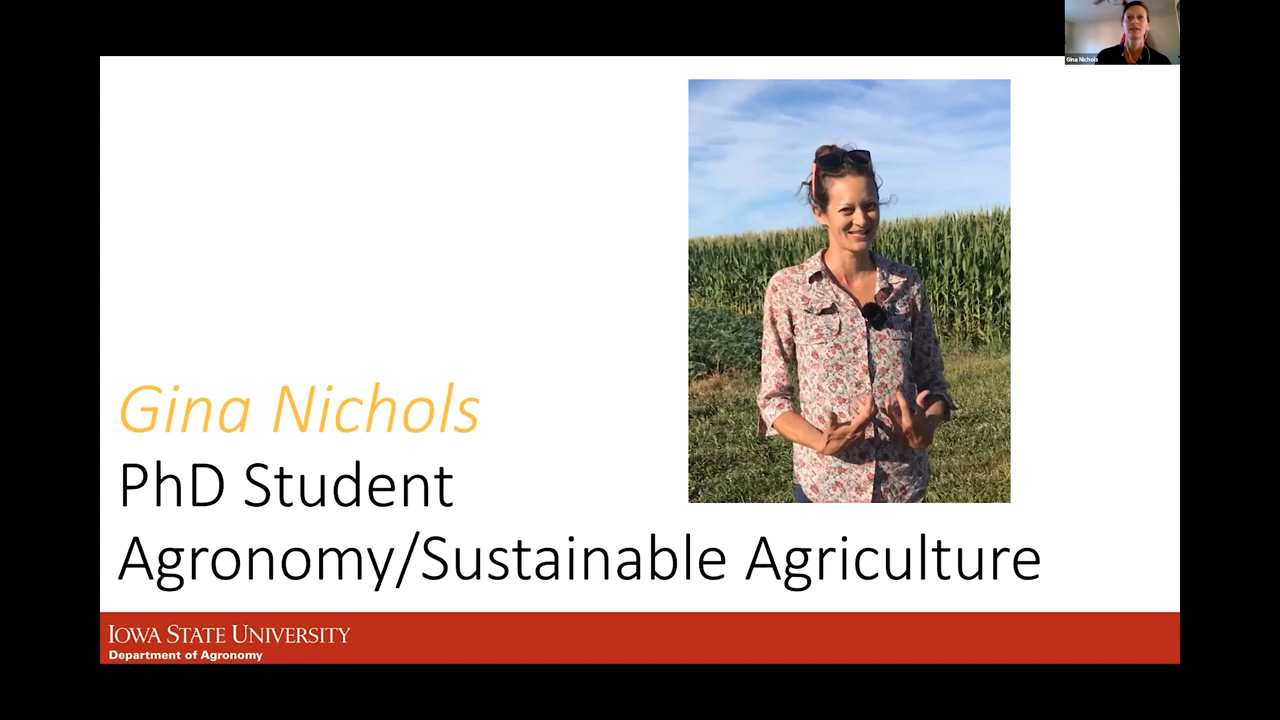 Gina Nichols
Gina Nichols
PhD Student
Agronomy/Sustainable Agriculture
IOWA STATE UNIVERSITY
Department of Agronomy